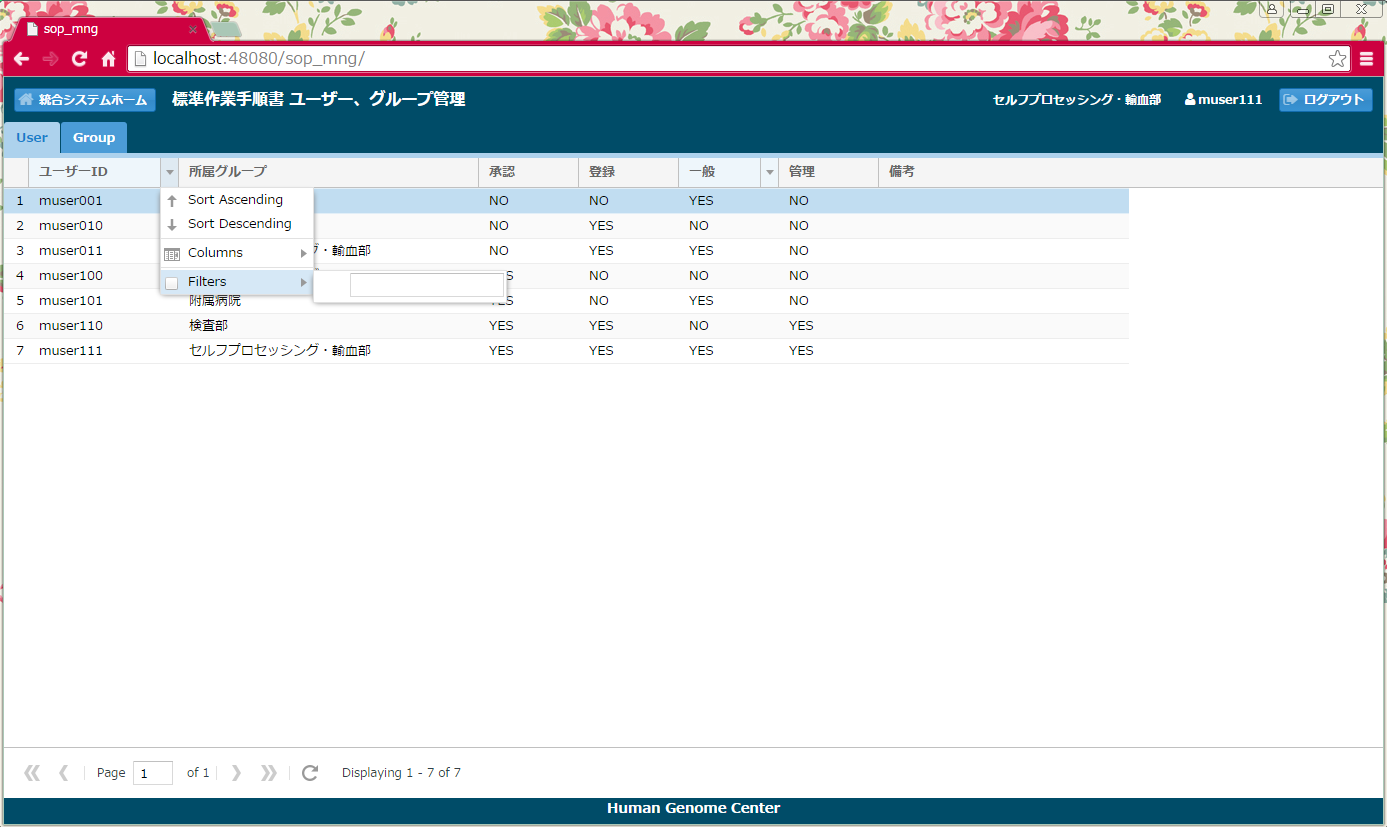 sop_mng
localhost:48080/sop_mng/
統合システムホーム 標準作業手順書 ユーザー、グループ管理 セルフプロセッシング・輸血部 muser111 ログアウト
User Group
ユーザーID 所属グループ 承認 登録 一般 管理 備考
1 muser001 NO NO YES NO
Sort Ascending
2 muser010 NO YES NO NO
Sort Descending
3 muser011 グ・輸血部 NO YES YES NO
Columns
4 muser100 S NO NO NO
Filters
5 muser101 附属病院 YES NO YES NO
6 muser110 検査部 YES YES NO YES
7 muser111 セルフプロセッシング・輸血部 YES YES YES YES
Page 1 of 1 Displaying 1 - 7 of 7
Human Genome Center